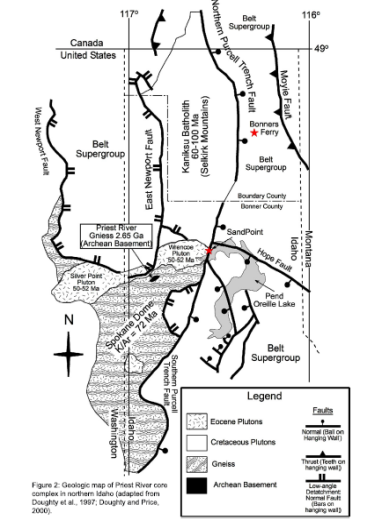 117°
116°
49°
Canada
United States
Belt
Supergroup
Northern Purcell Trench Fault
Moyie Fault
Bonners
Ferry
Belt
Supergroup
West Newport Fault
Belt
Supergroup
East Newport Fault
Kaniksu Batholith
60-100 Ma
(Selkirk Mountains)
Boundary County
Bonner County
Priest River
Gneiss 2.65 Ga
(Archean Basement)
SandPoint
Wrencoe
Pluton
50-52 Ma
Hope Fault
Idaho
Montana
Silver Point
Pluton
50-52 Ma
Pend
Oreille Lake
N
Spokane Dome
K/Ar = 72 Ma
Belt
Supergroup
Southern Purcell
Trench Fault
Washington
Idaho
Legend
Faults
Eocene Plutons
Normal (Ball on
Hanging Wall)
Cretaceous Plutons
Thrust (Teeth on
hanging wall)
Gneiss
Low-angle
Detatchment
Normal Fault
(Bars on
hanging wall)
Archean Basement
Figure 2: Geologic map of Priest River core
complex in northern Idaho (adapted from
Doughty et al., 1997; Doughty and Price,
2000).